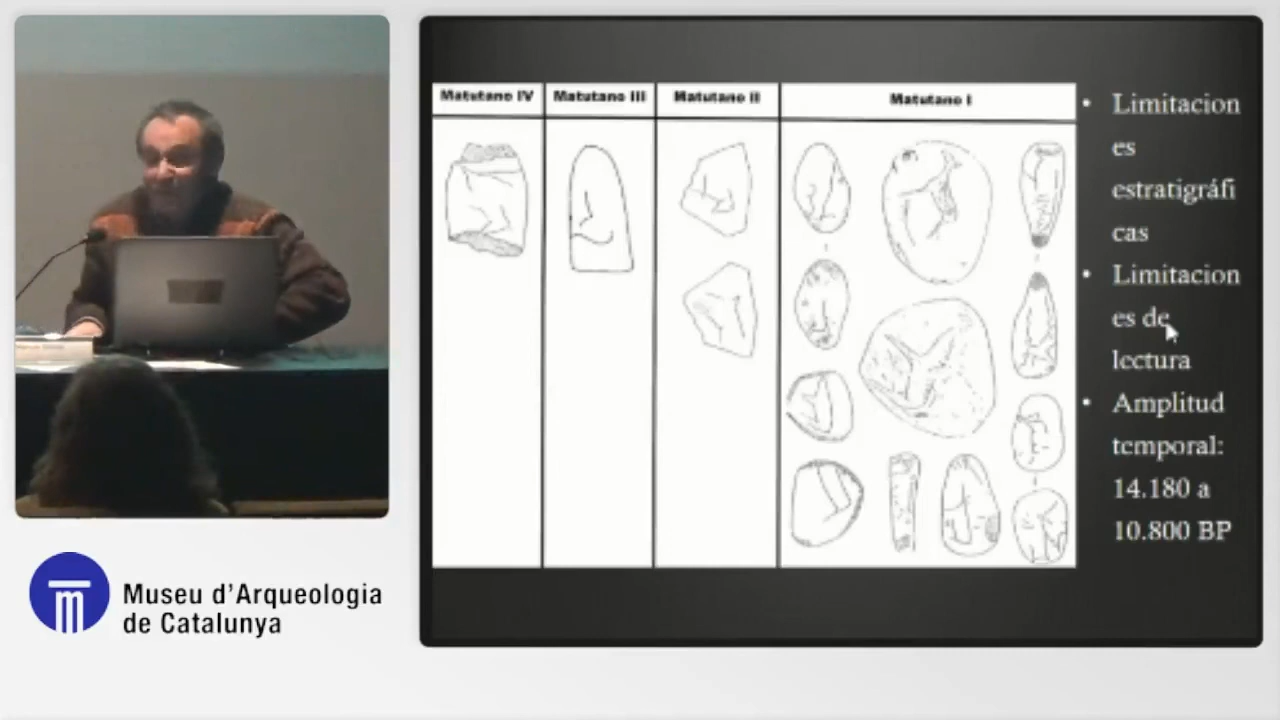 Matutano IV
Matutano III
Matutano II
Matutano I
• Limitacion
es
estratigráfi
cas
• Limitacion
es de
lectura
• Amplitud
temporal:
14.180 a
10.800 BP
Museu d'Arqueologia
de Catalunya